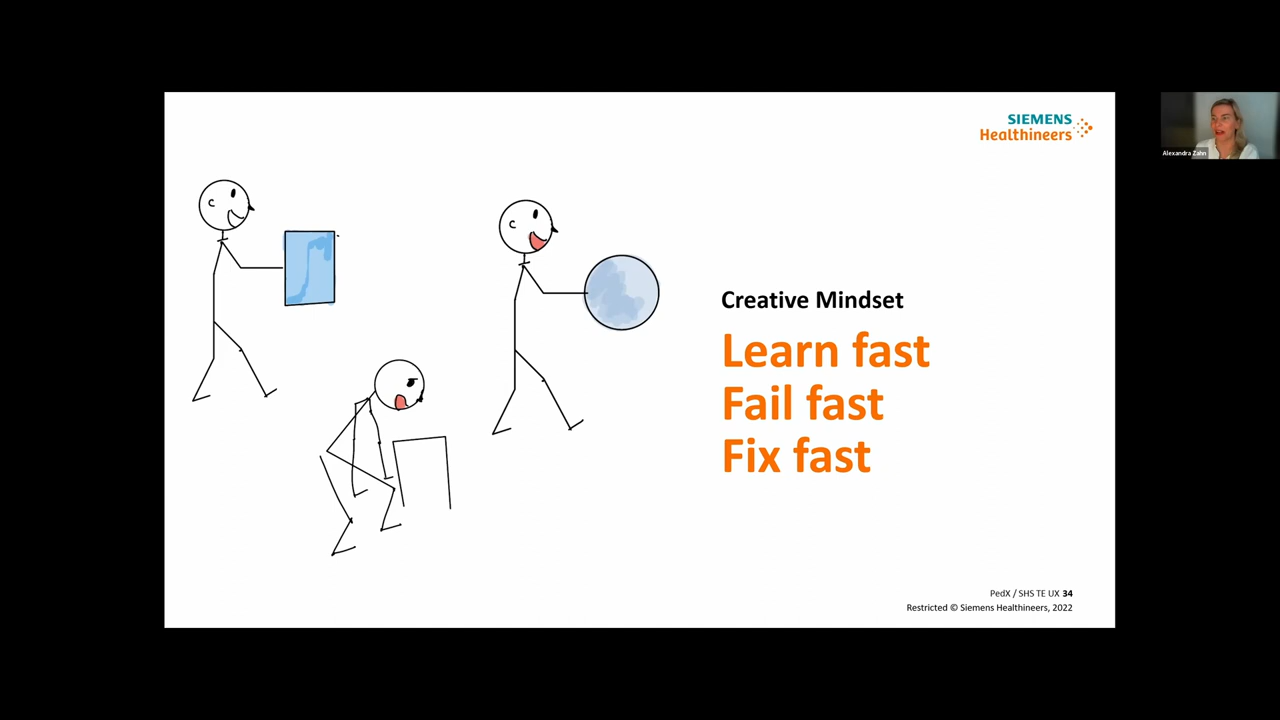 SIEMENS
Healthineers
Alexandra Zahn
Creative Mindset
Learn fast
Fail fast
Fix fast
PedX / SHS TE UX 34
Restricted © Siemens Healthineers, 2022